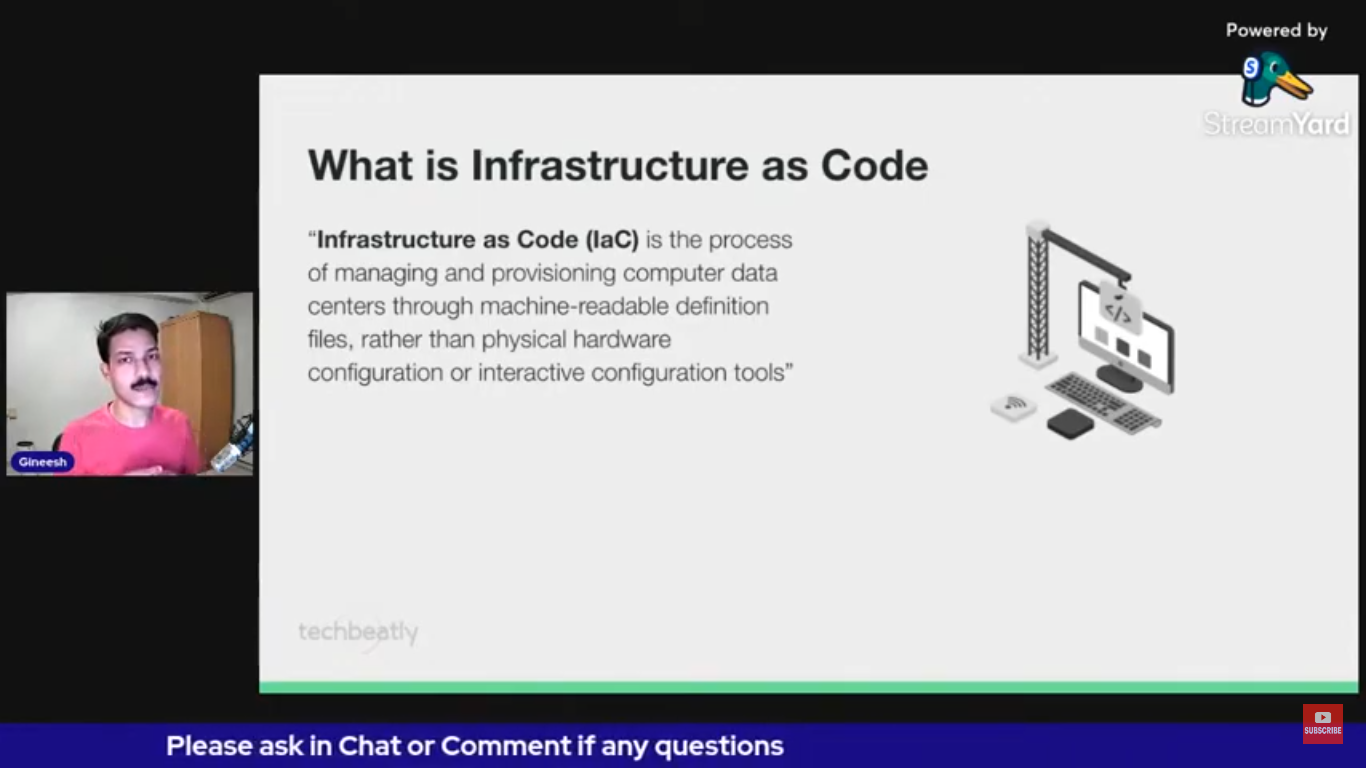 Powered by
StreamYard
What is Infrastructure as Code
“Infrastructure as Code (IaC) is the process
of managing and provisioning computer data
centers through machine-readable definition
files, rather than physical hardware
configuration or interactive configuration tools”
</>
Gineesh
techbeatly
SUBSCRIBE
Please ask in Chat or Comment if any questions